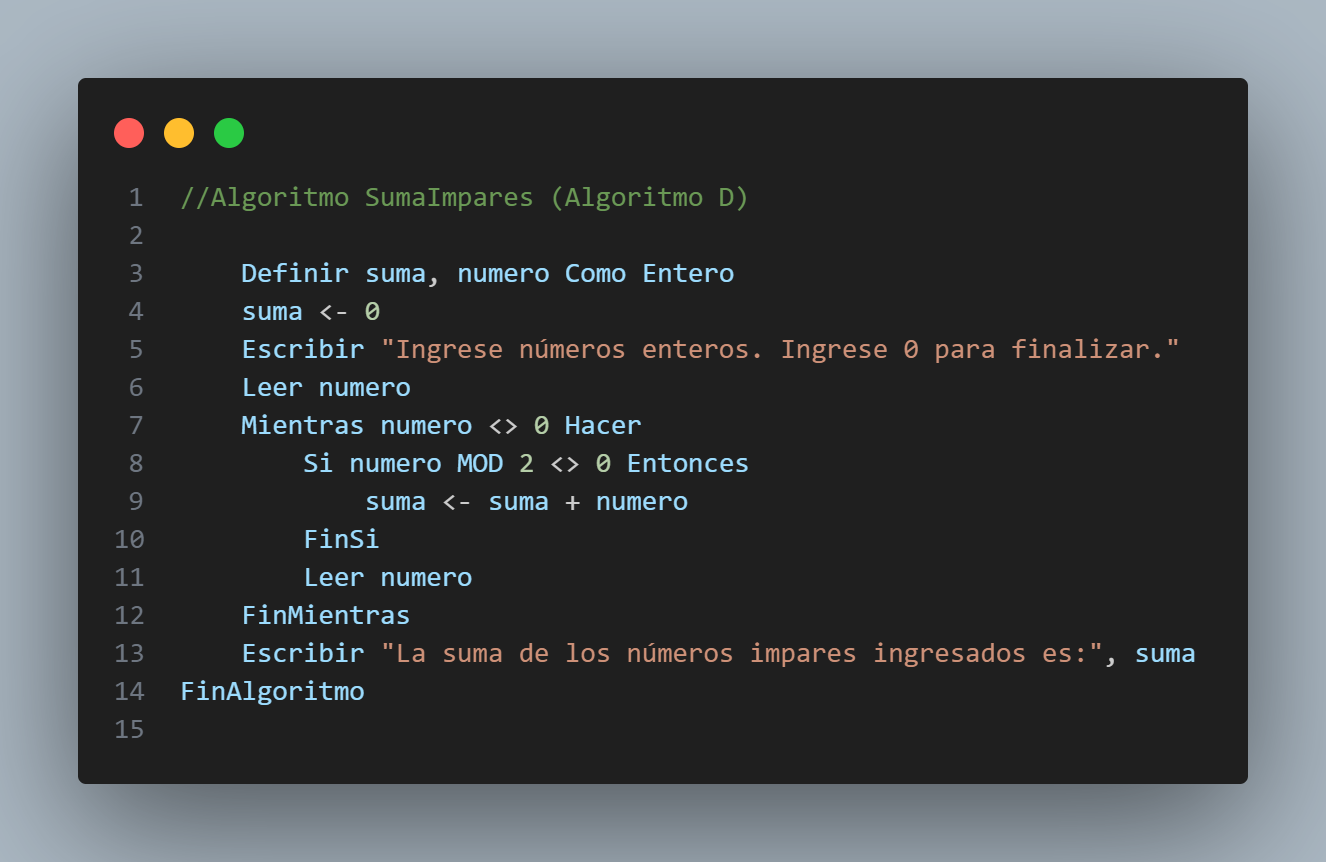 1 //Algoritmo SumaImpares (Algoritmo D)
2
3     Definir suma, numero Como Entero
4     suma <- 0
5     Escribir "Ingrese números enteros. Ingrese 0 para finalizar."
6     Leer numero
7     Mientras numero <> 0 Hacer
8         Si numero MOD 2 <> 0 Entonces
9             suma <- suma + numero
10         FinSi
11         Leer numero
12     FinMientras
13     Escribir "La suma de los números impares ingresados es:", suma
14 FinAlgoritmo
15